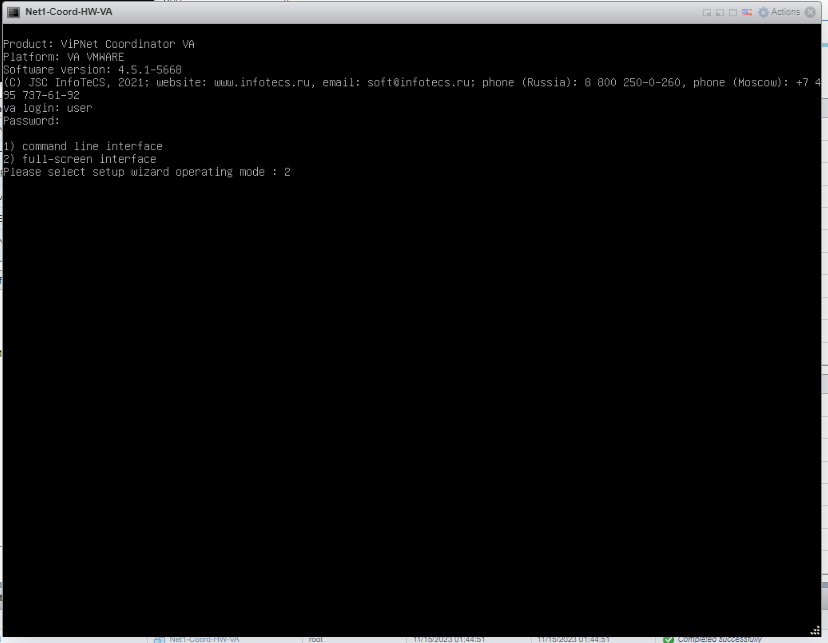 Net1-Coord-HW-VA
Actions
Product: ViPNet Coordinator VA
Platform: VA VMWARE
Software version: 4.5.1-5668
(C) JSC InfoTeCS, 2021; website: www.infotecs.ru, email: soft@infotecs.ru; phone (Russia): 8 800 250-0-260, phone (Moscow): +7 4
95 737-61-92
va login: user
Password:
1) command line interface
2) full-screen interface
Please select setup wizard operating mode : 2
Net1-Coord-HW-VA root 11/15/2023 01:44:51 11/15/2023 01:44:51 Completed successfully